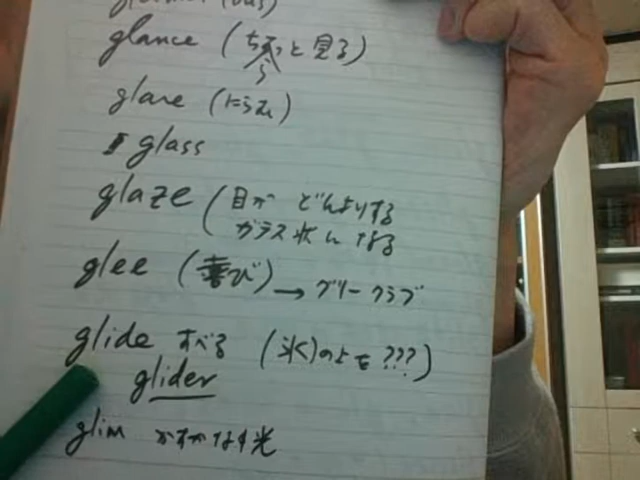 glance (ちらっと見る)
glare (にらむ)
glass
glaze (目が どんよりする
ガラス状に なる
glee (喜び) → グリークラブ
glide すべる (氷)の上を ???)
glider
glim かすかな光